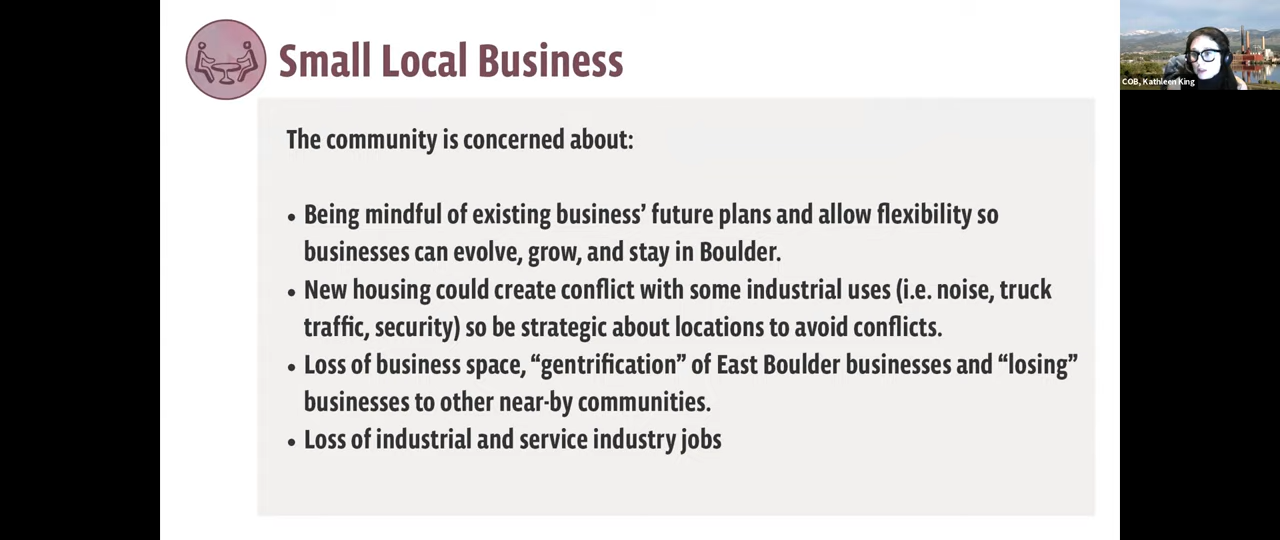 Small Local Business
COB, Kathleen King
The community is concerned about:
• Being mindful of existing business’ future plans and allow flexibility so
businesses can evolve, grow, and stay in Boulder.
• New housing could create conflict with some industrial uses (i.e. noise, truck
traffic, security) so be strategic about locations to avoid conflicts.
• Loss of business space, “gentrification” of East Boulder businesses and “losing”
businesses to other near-by communities.
• Loss of industrial and service industry jobs